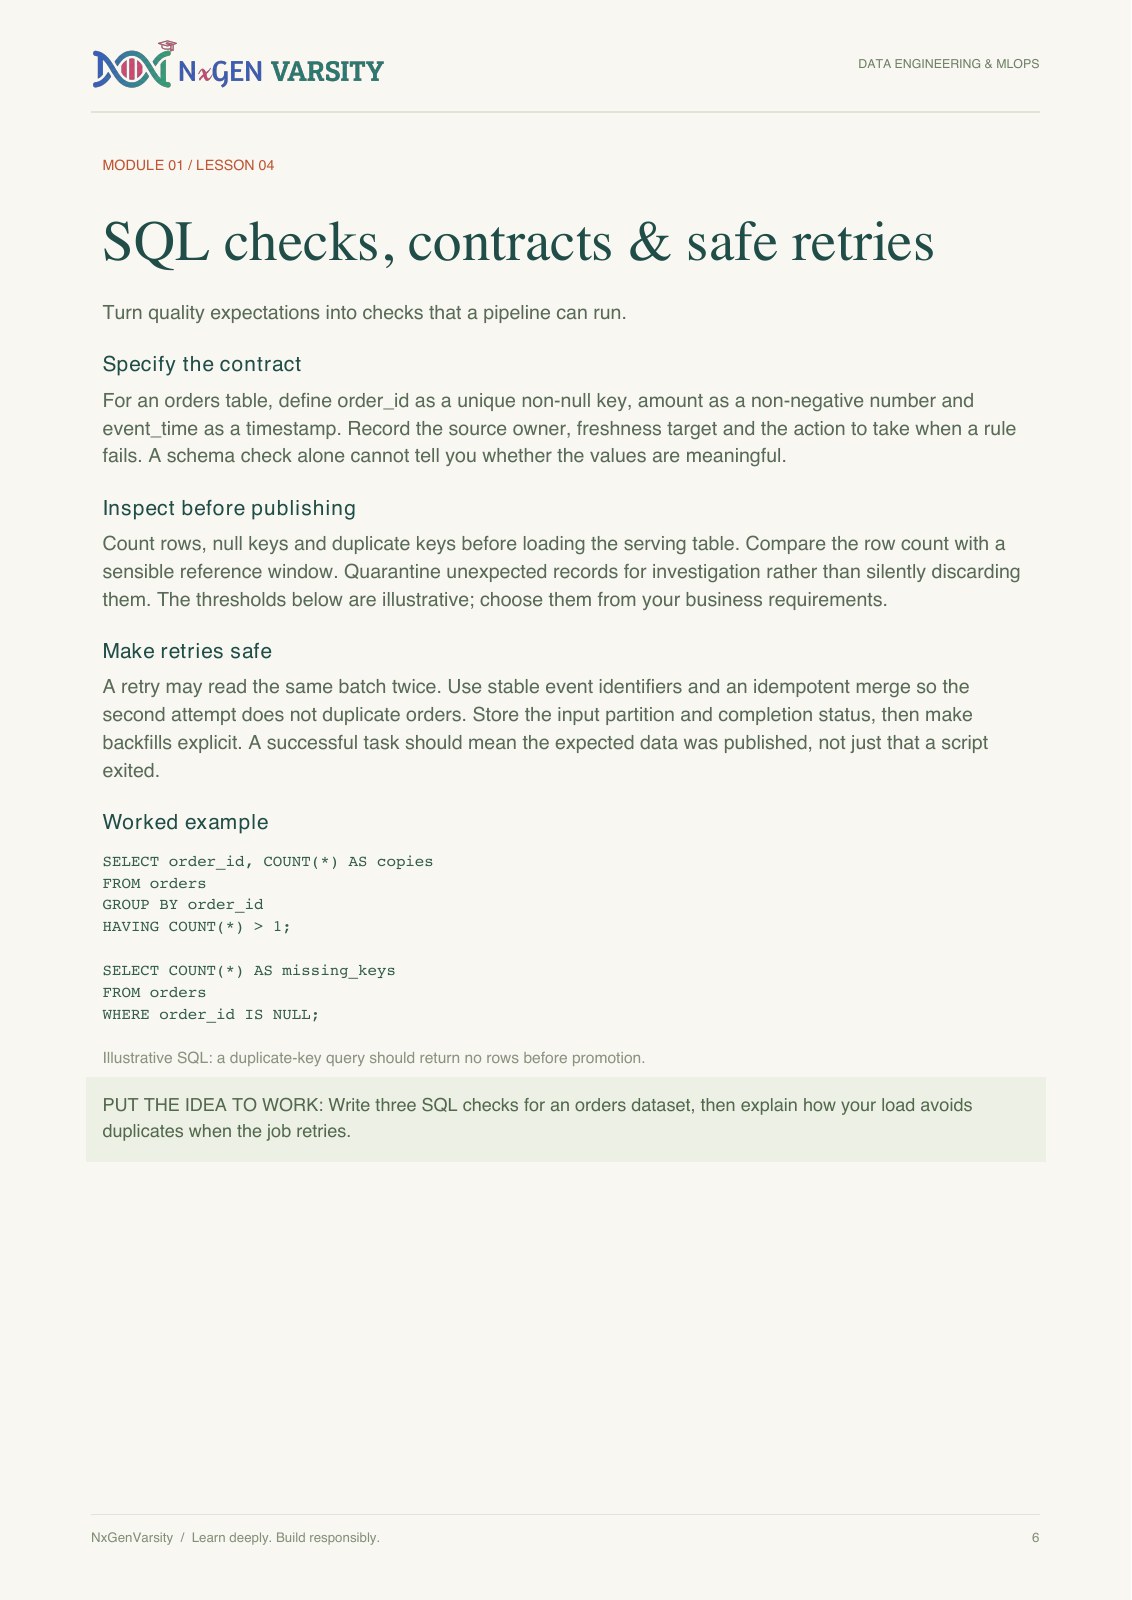 NxGEN VARSITY
DATA ENGINEERING & MLOPS
MODULE 01 / LESSON 04
SQL checks, contracts & safe retries
Turn quality expectations into checks that a pipeline can run.
Specify the contract
For an orders table, define order_id as a unique non-null key, amount as a non-negative number and
event_time as a timestamp. Record the source owner, freshness target and the action to take when a rule
fails. A schema check alone cannot tell you whether the values are meaningful.
Inspect before publishing
Count rows, null keys and duplicate keys before loading the serving table. Compare the row count with a
sensible reference window. Quarantine unexpected records for investigation rather than silently discarding
them. The thresholds below are illustrative; choose them from your business requirements.
Make retries safe
A retry may read the same batch twice. Use stable event identifiers and an idempotent merge so the
second attempt does not duplicate orders. Store the input partition and completion status, then make
backfills explicit. A successful task should mean the expected data was published, not just that a script
exited.
Worked example
SELECT order_id, COUNT(*) AS copies
FROM orders
GROUP BY order_id
HAVING COUNT(*) > 1;
SELECT COUNT(*) AS missing_keys
FROM orders
WHERE order_id IS NULL;
Illustrative SQL: a duplicate-key query should return no rows before promotion.
PUT THE IDEA TO WORK: Write three SQL checks for an orders dataset, then explain how your load avoids
duplicates when the job retries.
NxGenVarsity / Learn deeply. Build responsibly.
6